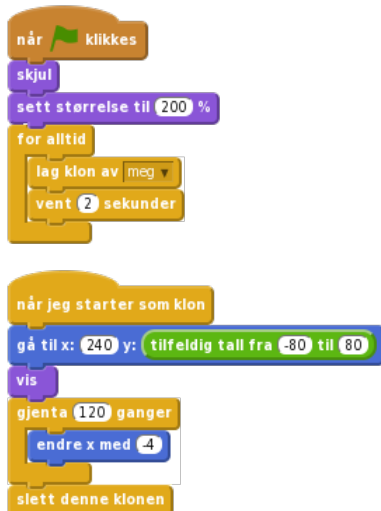 når klikkes
skjul
sett størrelse til 200 %
for alltid
lag klon av meg
vent 2 sekunder
når jeg starter som klon
gå til x: 240 y: tilfeldig tall fra -80 til 80
vis
gjenta 120 ganger
endre x med -4
slett denne klonen